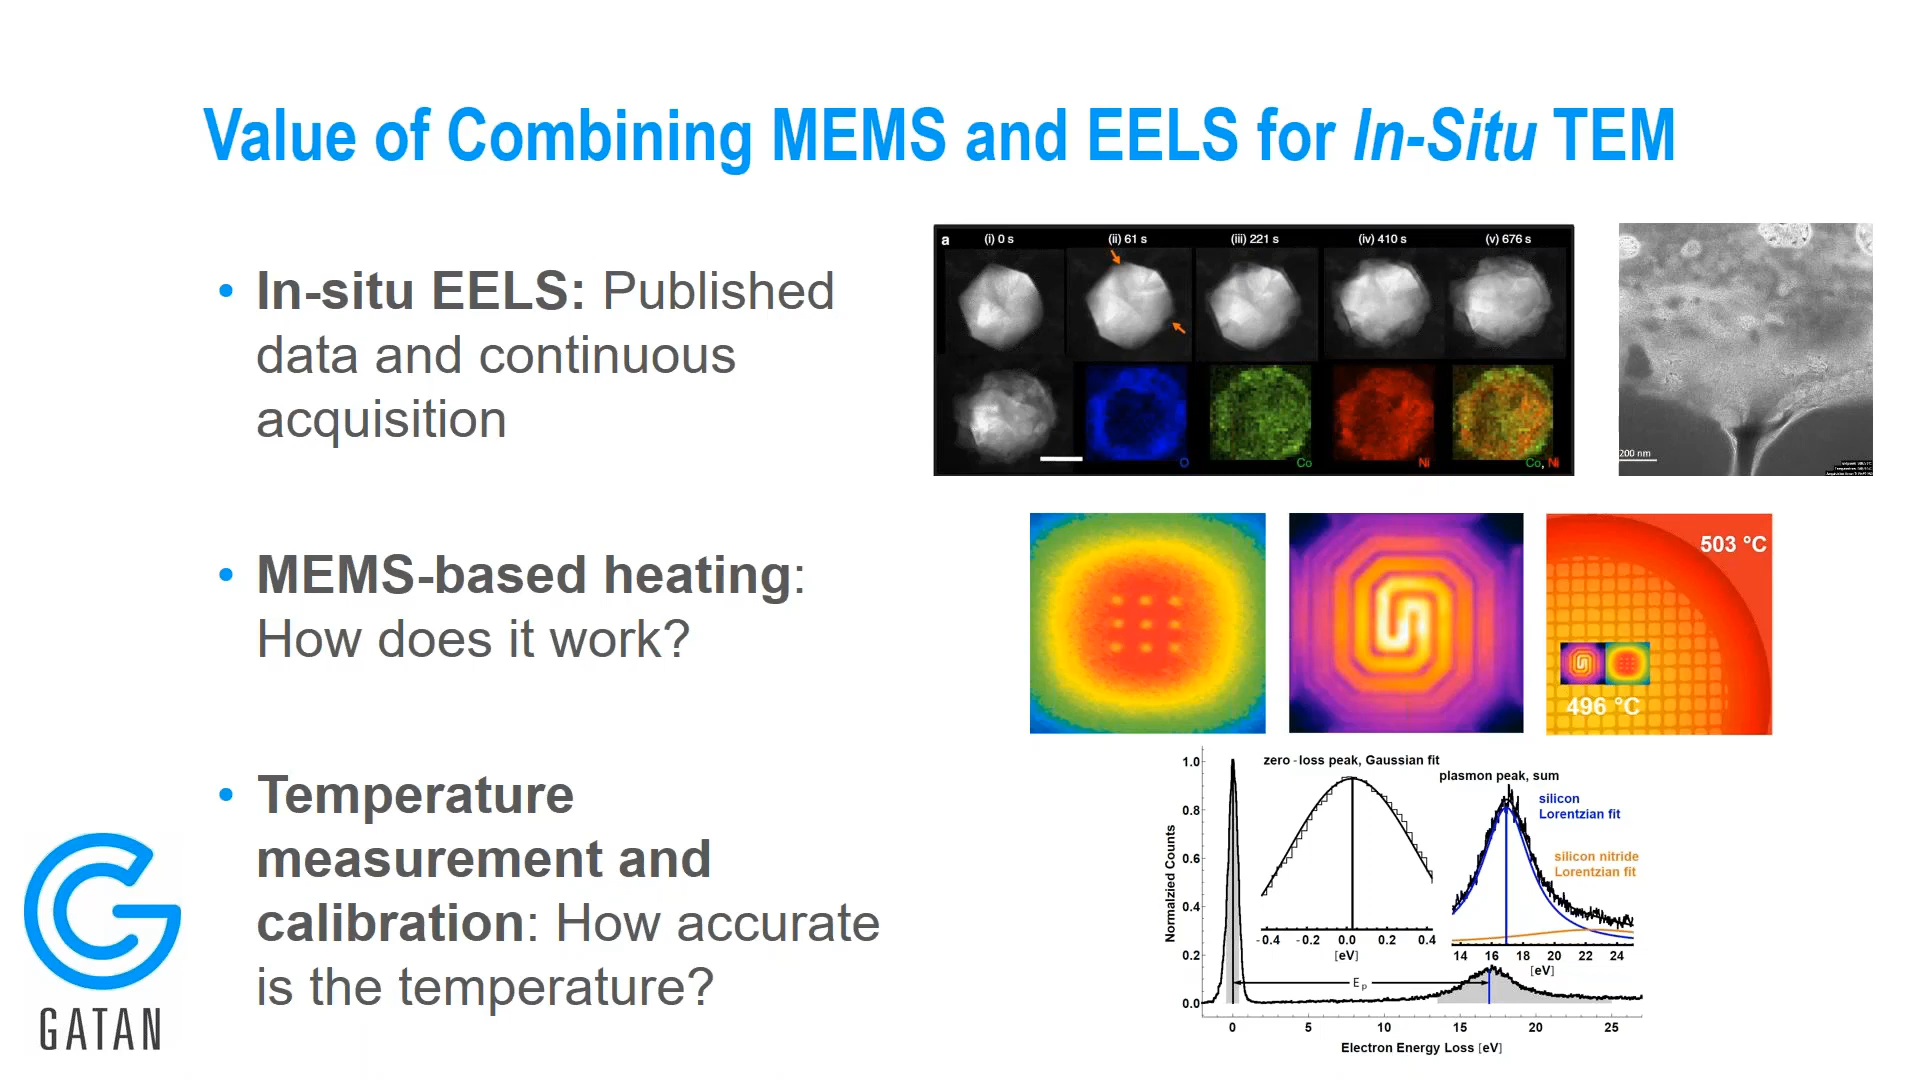 Value of Combining MEMS and EELS for In-Situ TEM
• In-situ EELS: Published
data and continuous
acquisition
• MEMS-based heating:
How does it work?
• Temperature
measurement and
calibration: How accurate
is the temperature?
GATAN
a
(i) 0 s
(ii) 61 s
(iii) 221 s
(iv) 410 s
(v) 676 s
O
Co
Ni
Co, Ni
200 nm
503 °C
496 °C
zero - loss peak, Gaussian fit
plasmon peak, sum
silicon
Lorentzian fit
silicon nitride
Lorentzian fit
Normalzied Counts
1.0
0.8
0.6
0.4
0.2
0.0
-0.4 -0.2 0.0 0.2 0.4
[eV]
14 16 18 20 22 24
[eV]
Ep
0 5 10 15 20 25
Electron Energy Loss [eV]